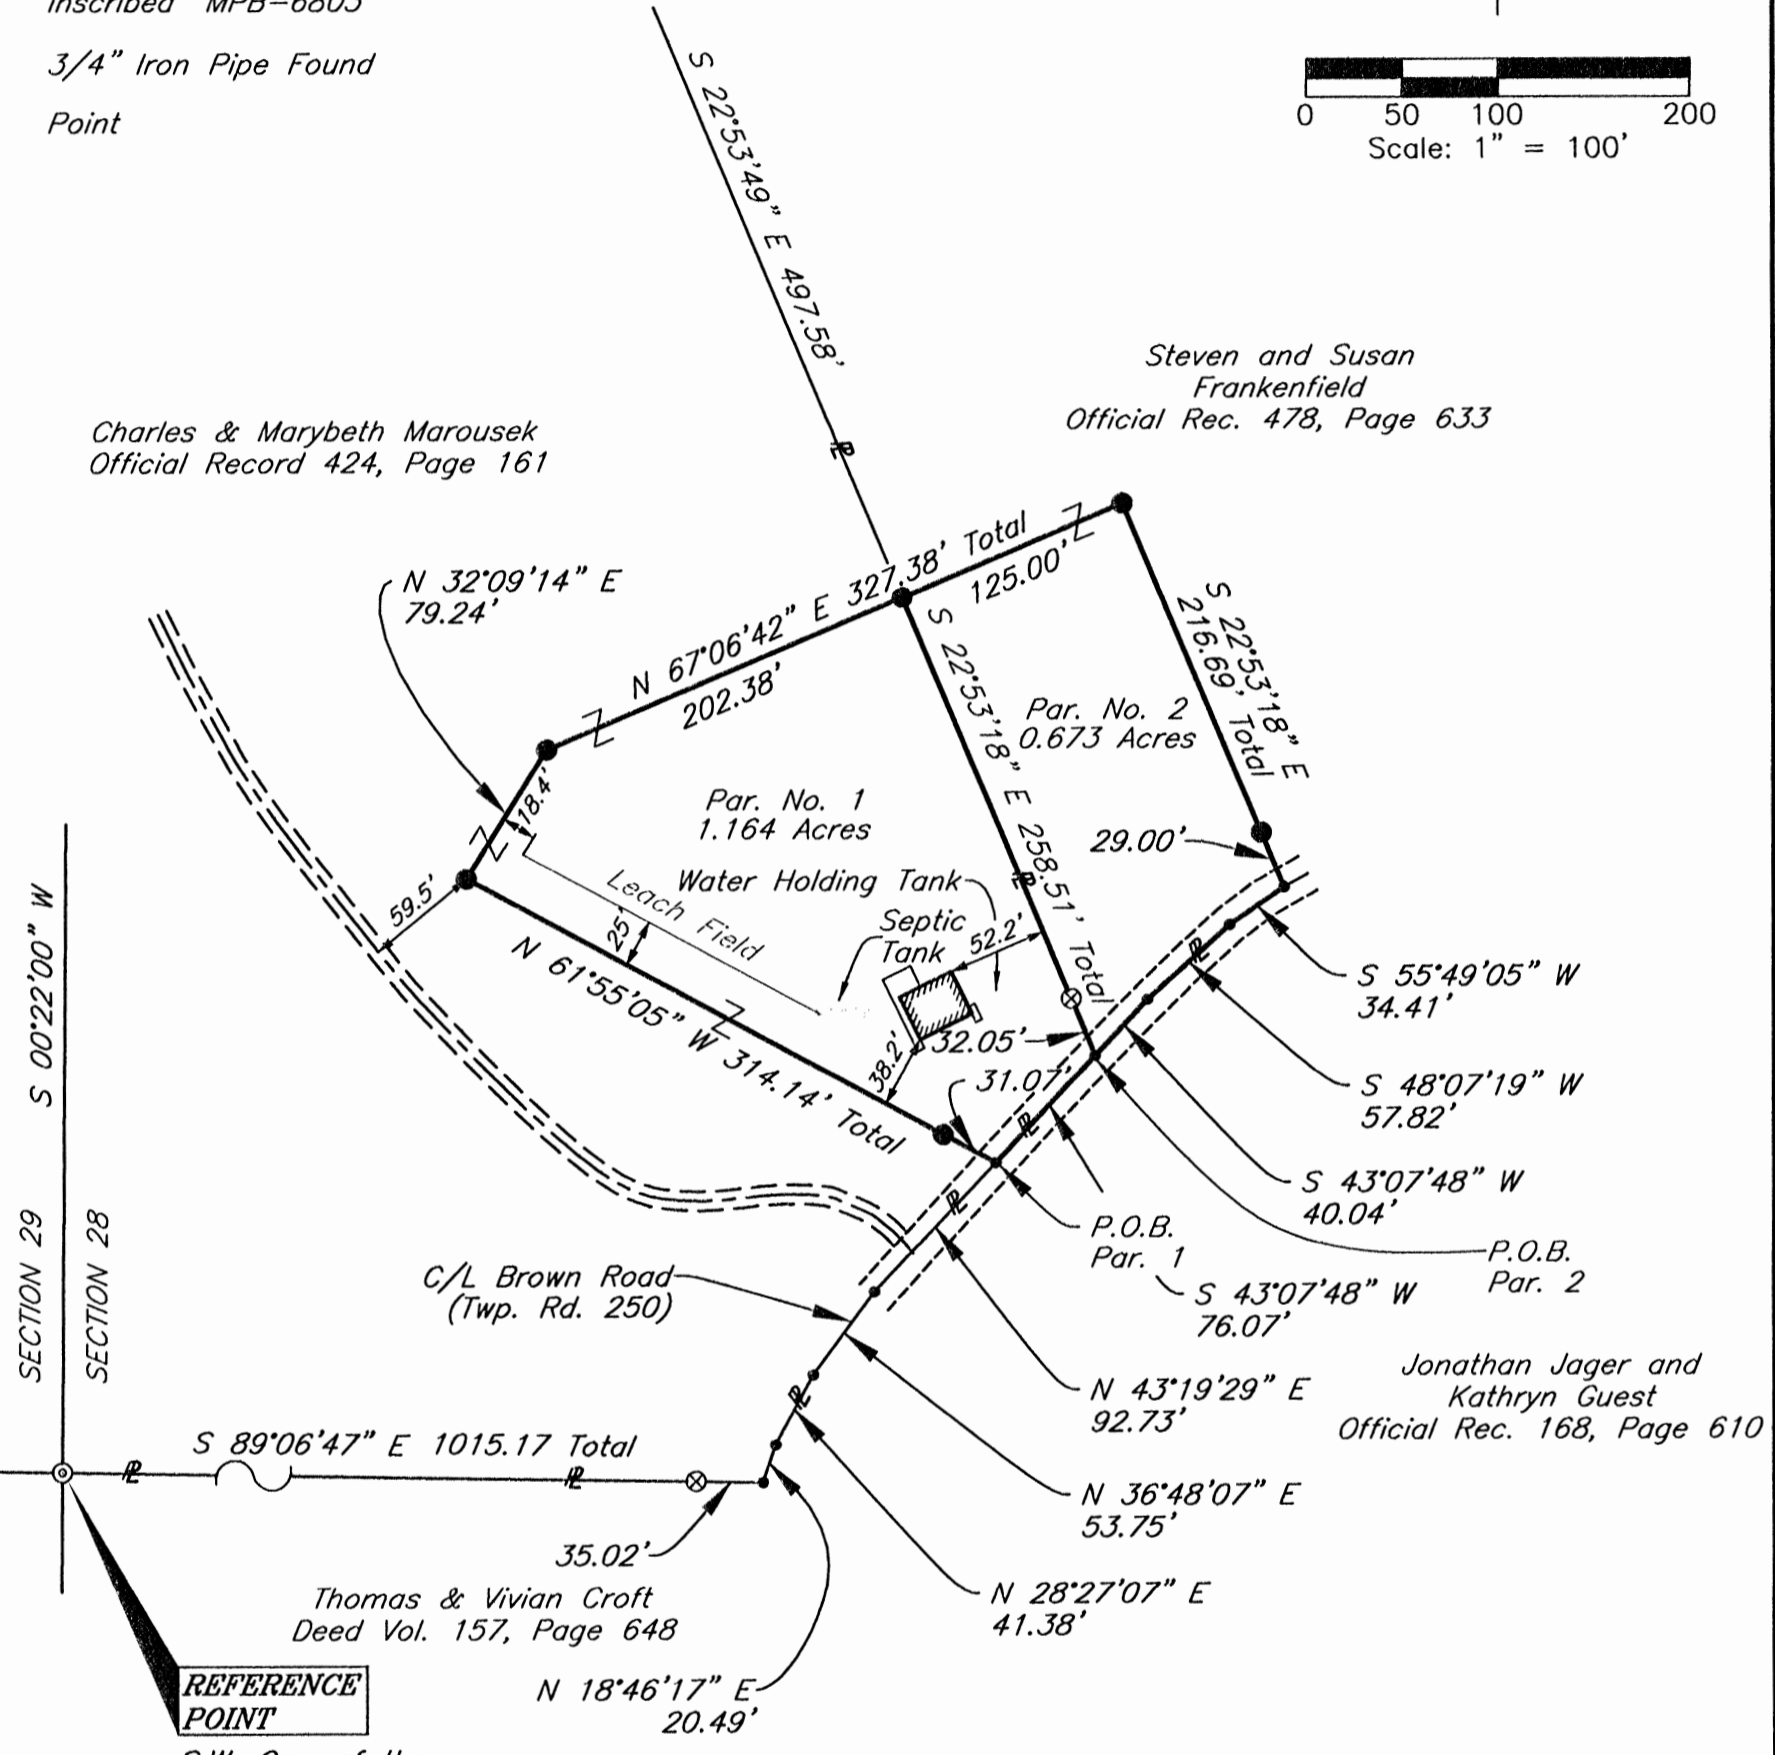 Inscribed "MPB-6805"
3/4" Iron Pipe Found
Point
0 50 100 200
Scale: 1" = 100'
S 22°53'49" E 497.58'
Steven and Susan
Frankenfield
Official Rec. 478, Page 633
Charles & Marybeth Marousek
Official Record 424, Page 161
N 32°09'14" E
79.24'
N 67°06'42" E 327.38' Total
202.38'
125.00'
S 22°53'18" E
216.69' Total
S 22°53'18" E 258.51' Total
Par. No. 2
0.673 Acres
Par. No. 1
1.164 Acres
18.4'
29.00'
59.5'
Leach Field
25'
Water Holding Tank
Septic
Tank
52.2'
N 61°55'05" W 314.14' Total
38.2'
32.05'
31.07'
S 55°49'05" W
34.41'
S 48°07'19" W
57.82'
S 43°07'48" W
40.04'
P.O.B.
Par. 1
P.O.B.
Par. 2
S 43°07'48" W
76.07'
S 00°22'00" W
SECTION 29
SECTION 28
C/L Brown Road
(Twp. Rd. 250)
Jonathan Jager and
Kathryn Guest
Official Rec. 168, Page 610
N 43°19'29" E
92.73'
S 89°06'47" E 1015.17 Total
N 36°48'07" E
53.75'
35.02'
N 28°27'07" E
41.38'
Thomas & Vivian Croft
Deed Vol. 157, Page 648
N 18°46'17" E
20.49'
REFERENCE
POINT